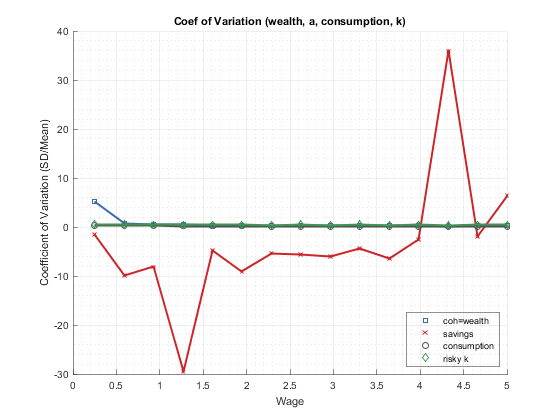 Coef of Variation (wealth, a, consumption, k)
Coefficient of Variation (SD/Mean)
40
30
20
10
0
-10
-20
-30
0 0.5 1 1.5 2 2.5 3 3.5 4 4.5 5
Wage
coh=wealth
savings
consumption
risky k